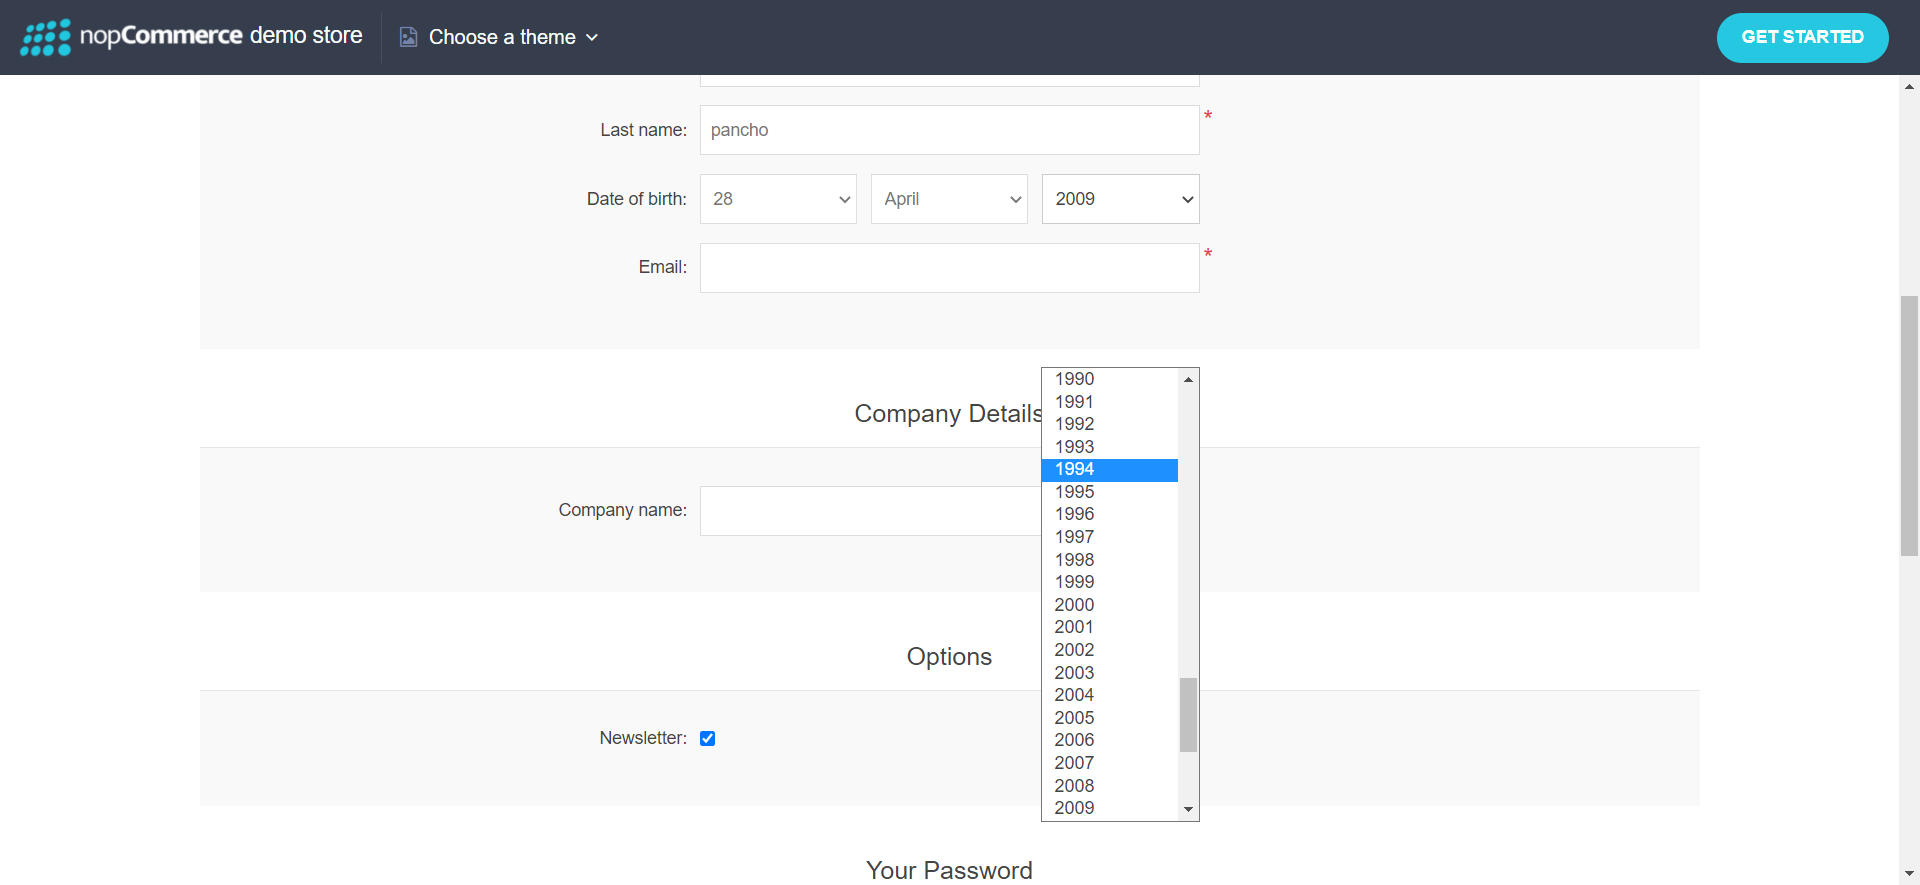 nopCommerce demo store
Choose a theme
GET STARTED
Last name: pancho *
Date of birth: 28 April 2009
Email: *
1990
1991
Company Details
1992
1993
1994
1995
Company name:
1996
1997
1998
1999
2000
2001
2002
Options
2003
2004
2005
2006
Newsletter:
2007
2008
2009
Your Password